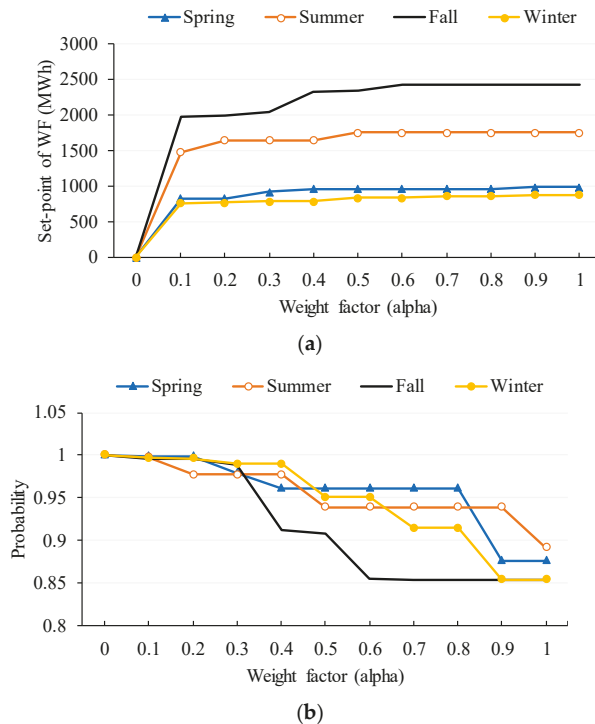 Spring Summer Fall Winter
3000
2500
2000
1500
1000
500
0
Set-point of WF (MWh)
0 0.1 0.2 0.3 0.4 0.5 0.6 0.7 0.8 0.9 1
Weight factor (alpha)
(a)
Spring Summer Fall Winter
1.05
1
0.95
0.9
0.85
0.8
Probability
0 0.1 0.2 0.3 0.4 0.5 0.6 0.7 0.8 0.9 1
Weight factor (alpha)
(b)